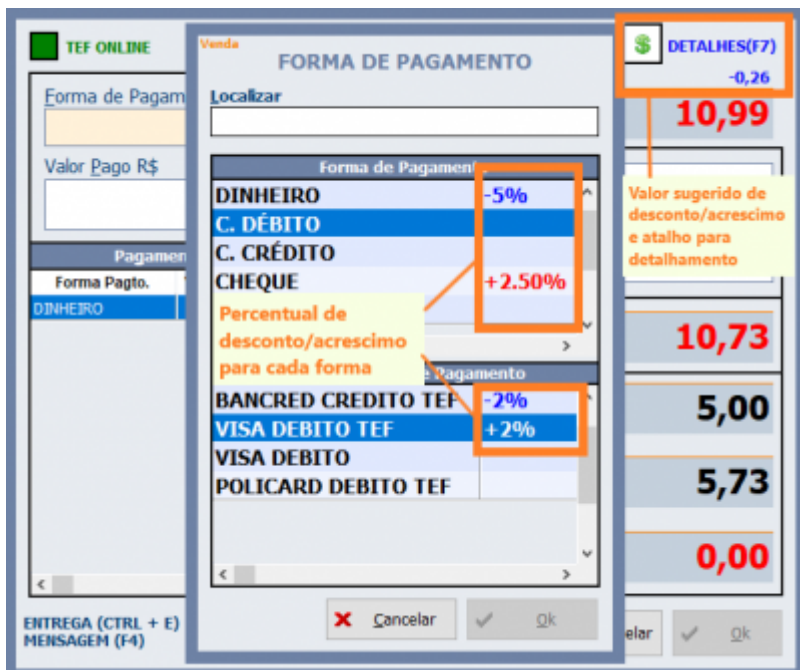 TEF ONLINE
Forma de Pagam
Valor Pago R$
Pagamen
Forma Pagto.
DINHEIRO
ENTREGA (CTRL + E)
MENSAGEM (F4)
Venda
FORMA DE PAGAMENTO
Localizar
Forma de Pagament
DINHEIRO -5%
C. DÉBITO
C. CRÉDITO
CHEQUE +2.50%
Percentual de
desconto/acrescimo
para cada forma
e Pagamento
BANCRED CREDITO TEF -2%
VISA DEBITO TEF +2%
VISA DEBITO
POLICARD DEBITO TEF
Cancelar
Ok
$ DETALHES(F7)
-0,26
10,99
Valor sugerido de
desconto/acrescimo
e atalho para
detalhamento
10,73
5,00
5,73
0,00
elar
Ok